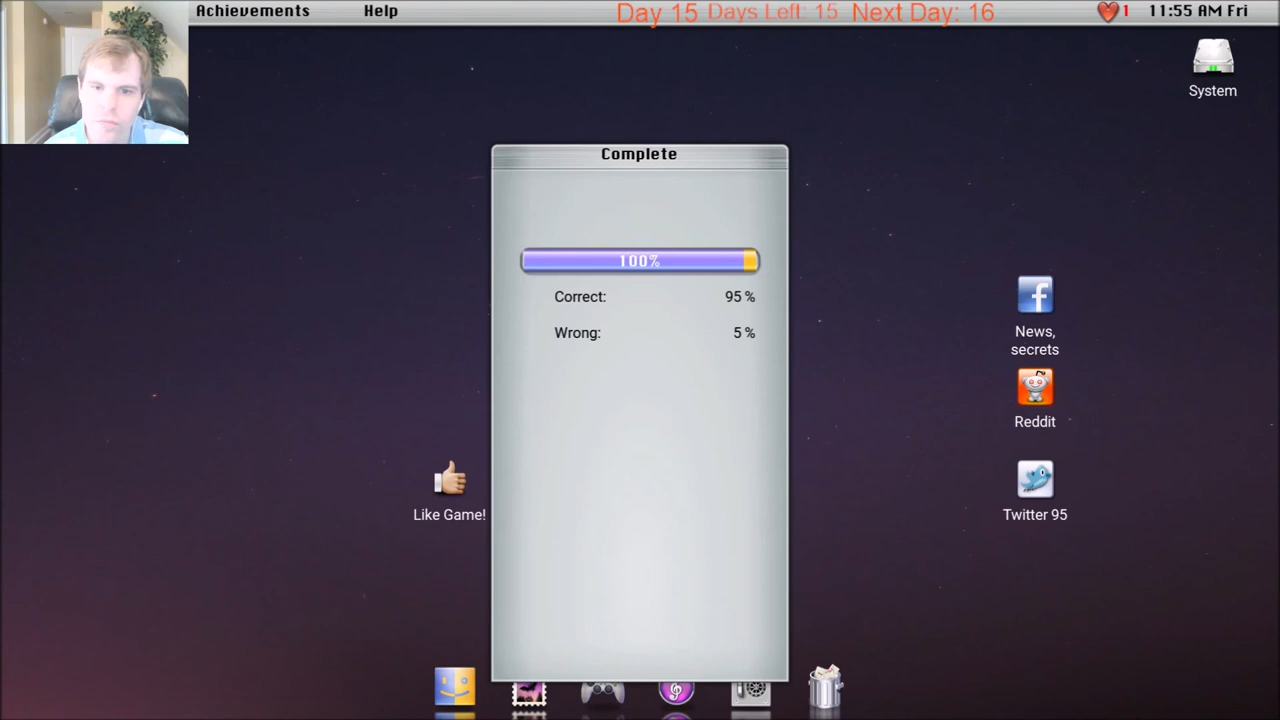 Achievements Help Day 15 Days Left: 15 Next Day: 16 1 11:55 AM Fri
System
Complete
100%
Correct: 95 %
Wrong: 5 %
News,
secrets
Reddit
Like Game!
Twitter 95